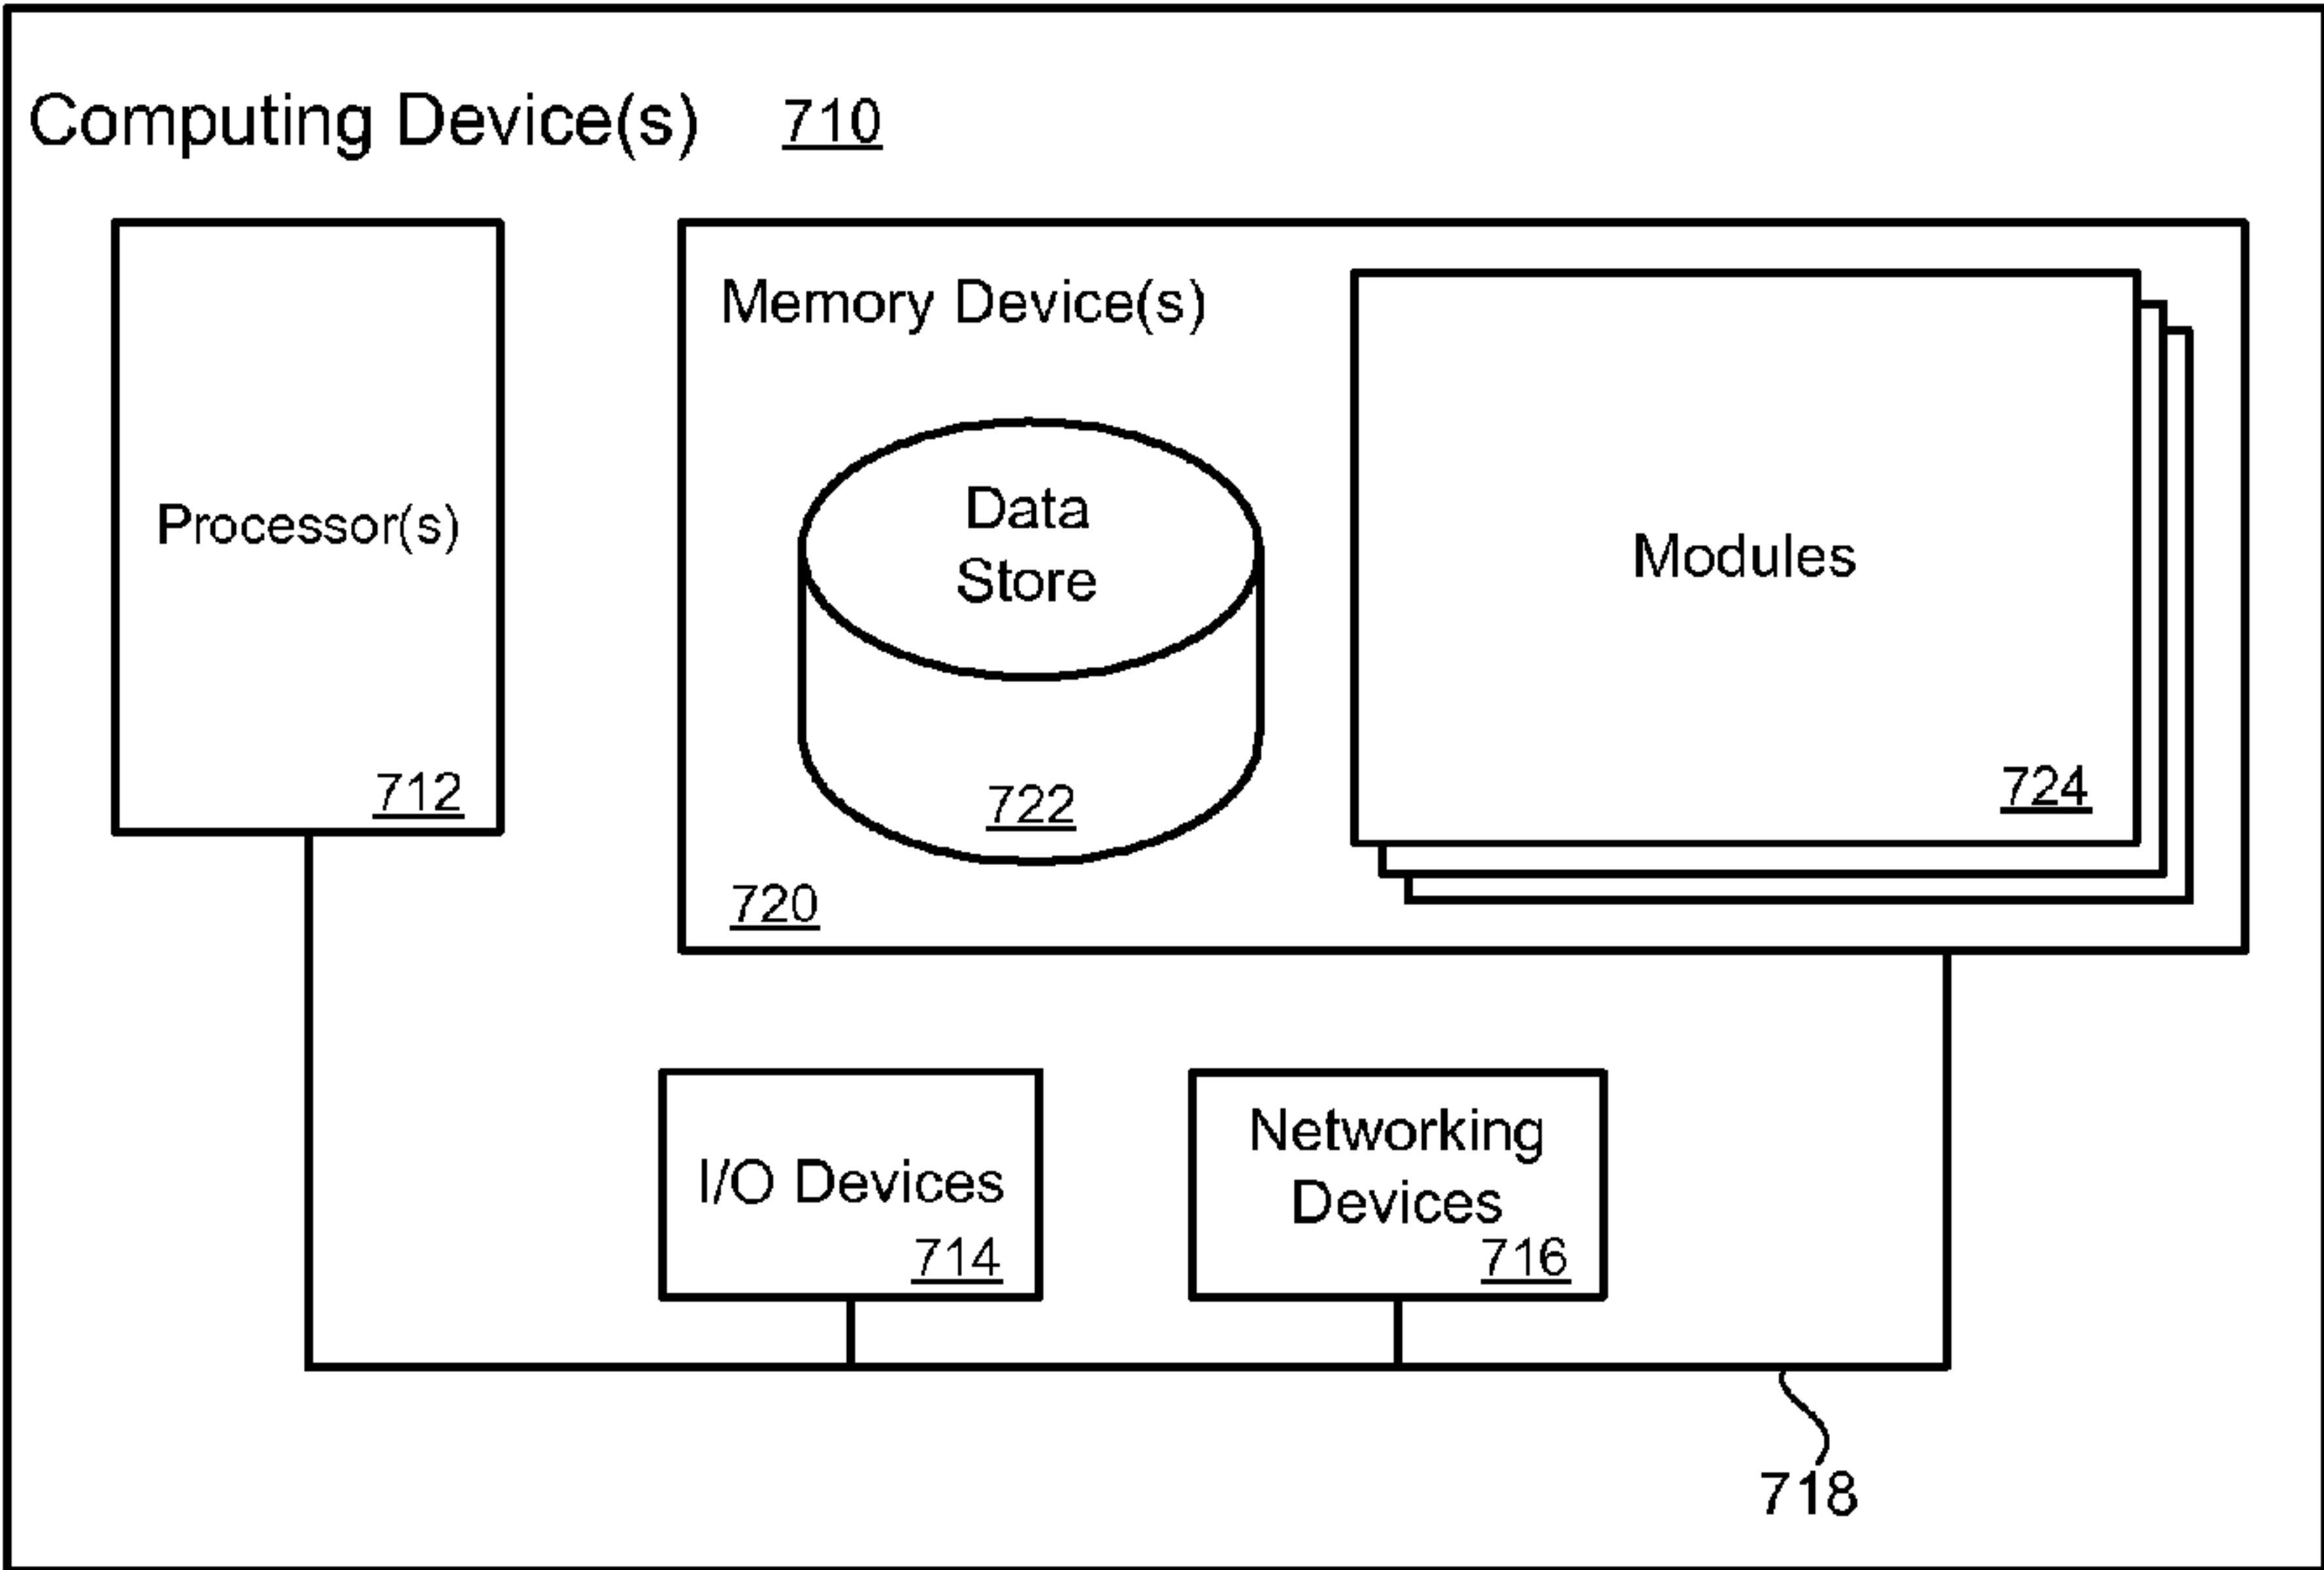 Computing Device(s) 710
Processor(s)
712
Memory Device(s)
Data
Store
722
720
Modules
724
I/O Devices
714
Networking
Devices
716
718